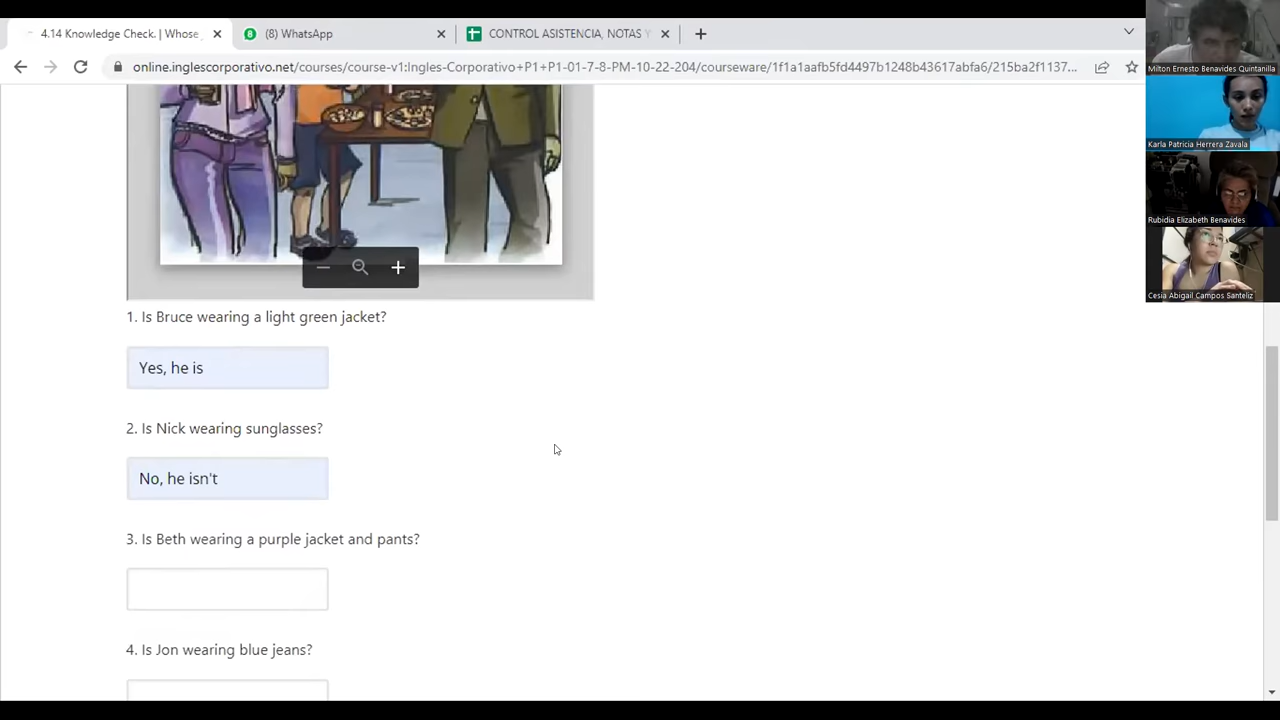 4.14 Knowledge Check. | Whose
(8) WhatsApp
CONTROL ASISTENCIA, NOTAS Y
online.inglescorporativo.net/courses/course-v1:Ingles-Corporativo+P1+P1-01-7-8-PM-10-22-204/courseware/1f1a1aafb5fd4497b1248b43617abfa6/215ba2f1137...
Milton Ernesto Benavides Quintanilla
Karla Patricia Herrera Zavala
Rubidia Elizabeth Benavides
Cesia Abigail Campos Santeliz
1. Is Bruce wearing a light green jacket?
Yes, he is
2. Is Nick wearing sunglasses?
No, he isn't
3. Is Beth wearing a purple jacket and pants?
4. Is Jon wearing blue jeans?